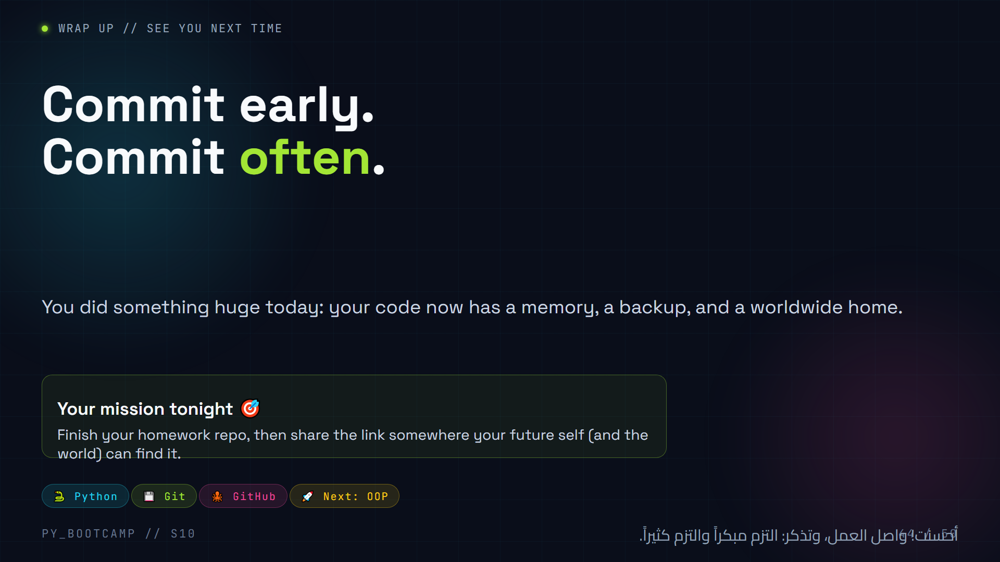 WRAP UP // SEE YOU NEXT TIME
Commit early.
Commit often.
You did something huge today: your code now has a memory, a backup, and a worldwide home.
Your mission tonight 🎯
Finish your homework repo, then share the link somewhere your future self (and the
world) can find it.
🐍 Python 💾 Git 🐙 GitHub 🚀 Next: OOP
PY_BOOTCAMP // S10
أحسنت! واصل العمل، وتذكر: التزم مبكراً والتزم كثيراً.
44 / 50